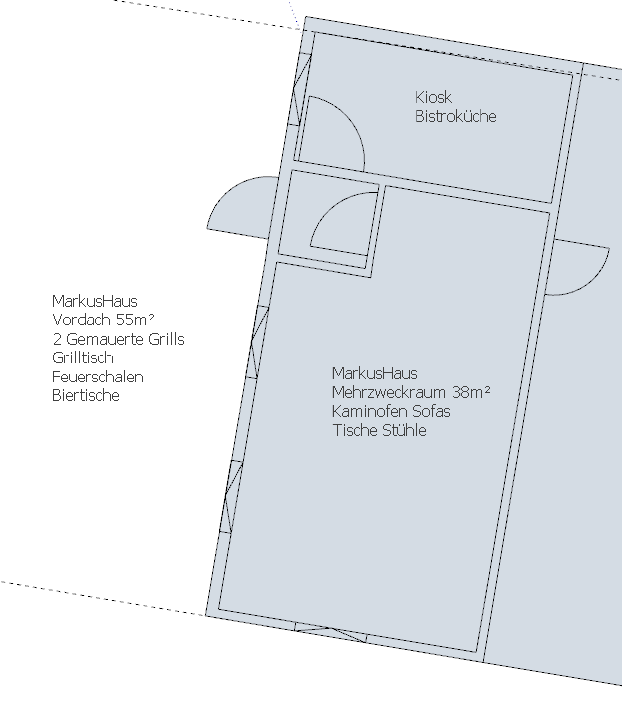 Kiosk
Bistroküche
MarkusHaus
Vordach 55m²
2 Gemauerte Grills
Grilltisch
Feuerschalen
Biertische
MarkusHaus
Mehrzweckraum 38m²
Kaminofen Sofas
Tische Stühle